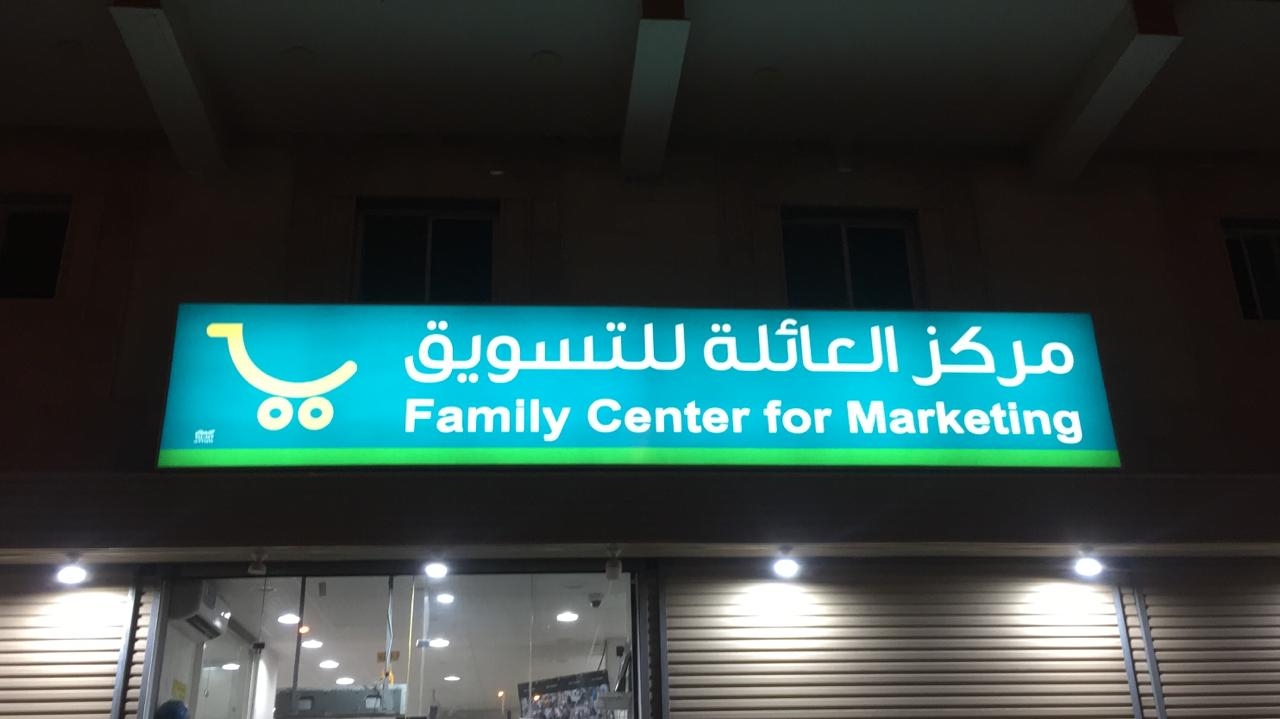 مركز العائلة للتسويق
Family Center for Marketing